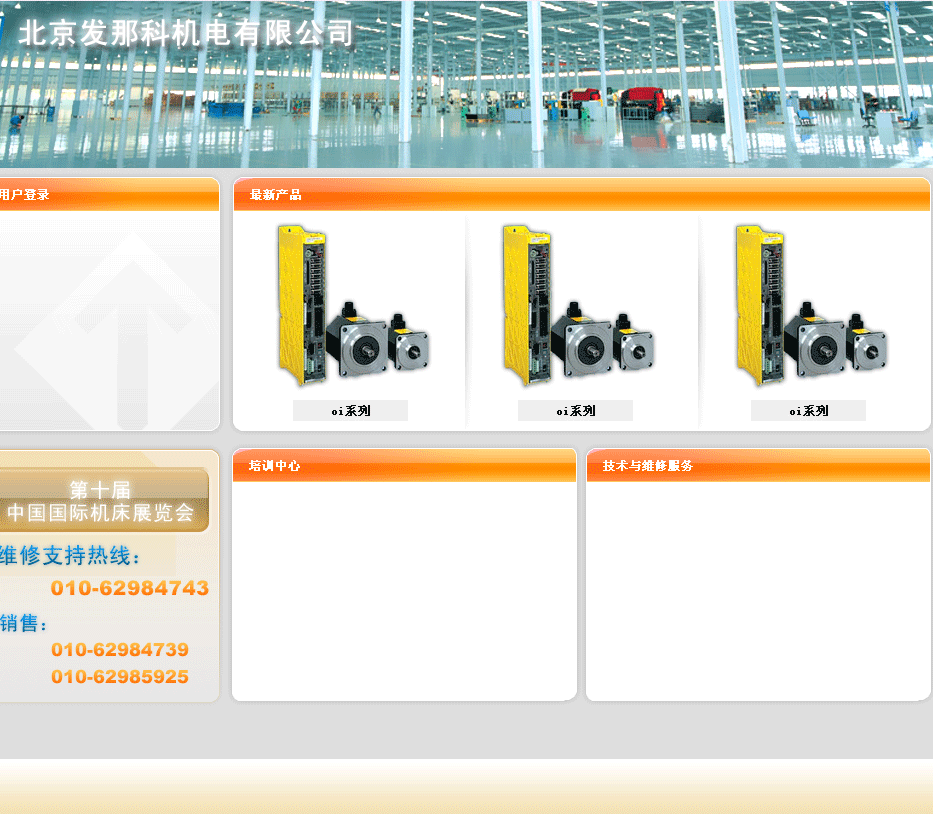 北京发那科机电有限公司
用户登录
最新产品
oi系列
oi系列
oi系列
第十届
中国国际机床展览会
维修支持热线：
010-62984743
销售：
010-62984739
010-62985925
培训中心
技术与维修服务